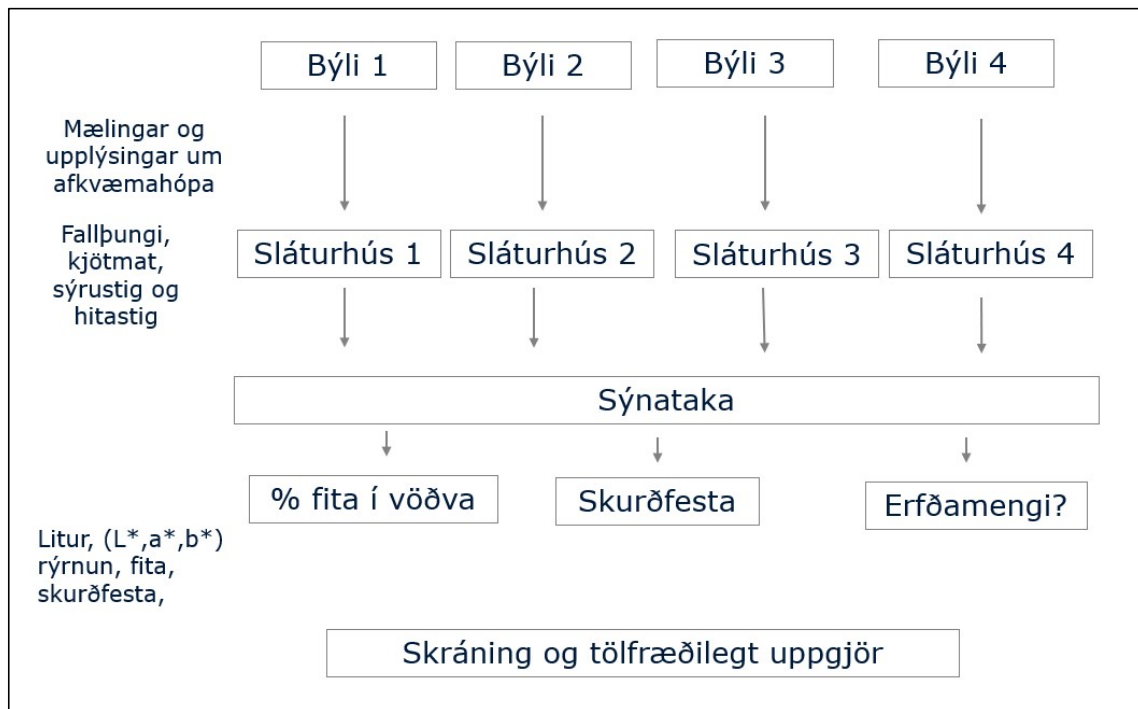 Býli 1
Býli 2
Býli 3
Býli 4
Mælingar og
upplýsingar um
afkvæmahópa
Fallþungi,
kjötmat,
sýrustig og
hitastig
Sláturhús 1
Sláturhús 2
Sláturhús 3
Sláturhús 4
Sýnataka
% fita í vöðva
Skurðfesta
Erfðamengi?
Litur, (L*,a*,b*)
rýrnun, fita,
skurðfesta,
Skráning og tölfræðilegt uppgjör